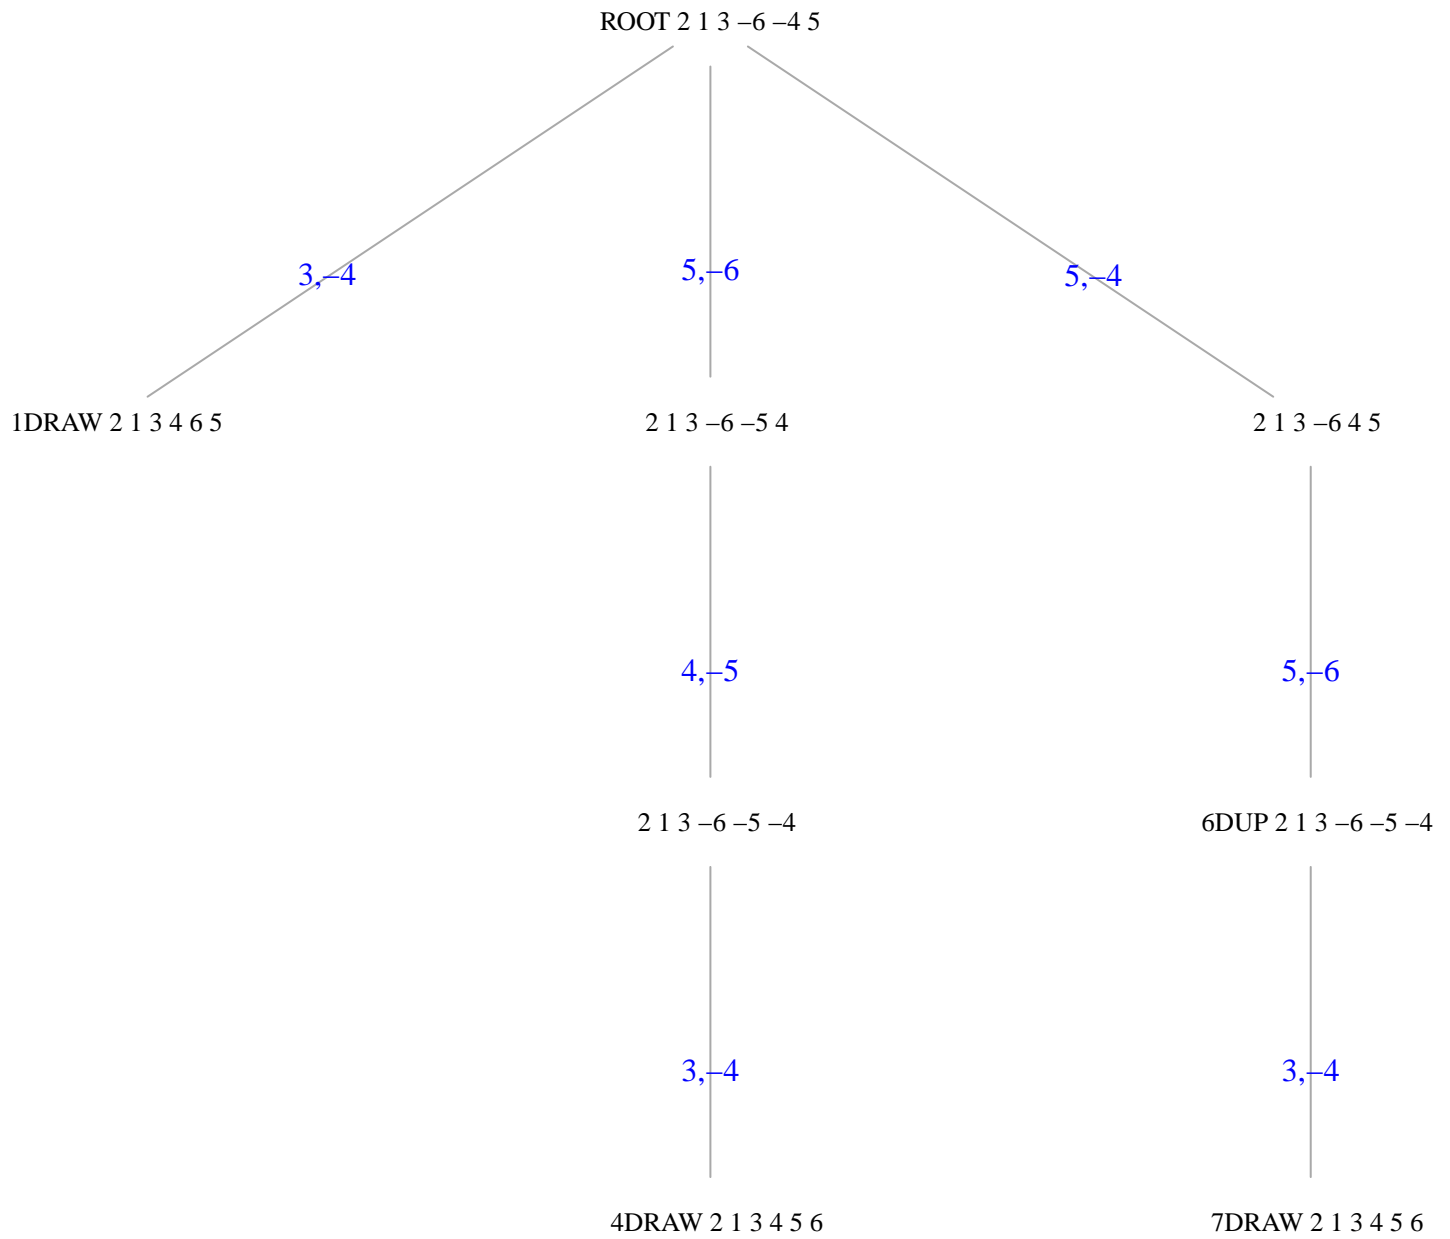 ROOT 2 1 3 –6 –4 5
3,–4
5,–6
5,–4
1DRAW 2 1 3 4 6 5
2 1 3 –6 –5 4
2 1 3 –6 4 5
4,–5
5,–6
2 1 3 –6 –5 –4
6DUP 2 1 3 –6 –5 –4
3,–4
3,–4
4DRAW 2 1 3 4 5 6
7DRAW 2 1 3 4 5 6